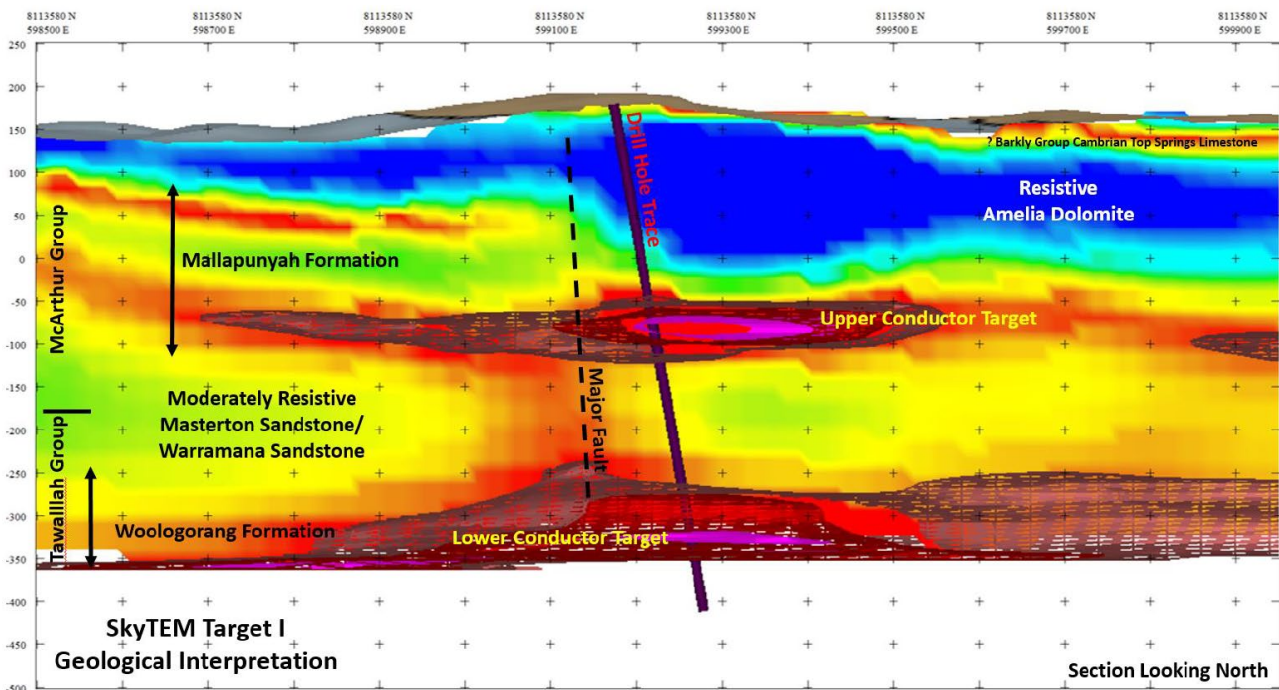 8113580 N 8113580 N 8113580 N 8113580 N 8113580 N 8113580 N 8113580 N 8113580 N
598500 E 598700 E 598900 E 599100 E 599300 E 599500 E 599700 E 599900 E
250
200
150
100
50
0
-50
-100
-150
-200
-250
-300
-350
-400
-450
-500
Drill Hole Trace
? Barkly Group Cambrian Top Springs Limestone
Resistive
Amelia Dolomite
McArthur Group
Mallapunyah Formation
Upper Conductor Target
Major Fault
Moderately Resistive
Masterton Sandstone/
Warramana Sandstone
Tawalllah Group
Woologorang Formation
Lower Conductor Target
SkyTEM Target I
Geological Interpretation
Section Looking North